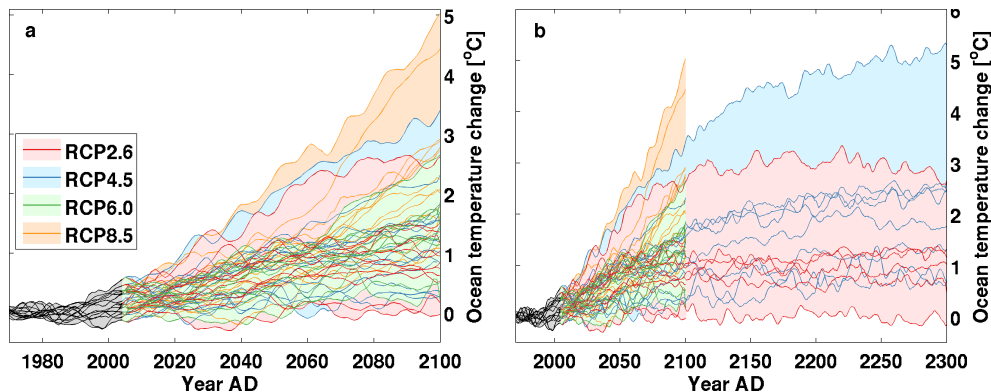 a
5
4
3
2
1
0
Ocean temperature change [°C]
RCP2.6
RCP4.5
RCP6.0
RCP8.5
1980 2000 2020 2040 2060 2080 2100
Year AD
b
6
5
4
3
2
1
0
Ocean temperature change [°C]
2000 2050 2100 2150 2200 2250 2300
Year AD